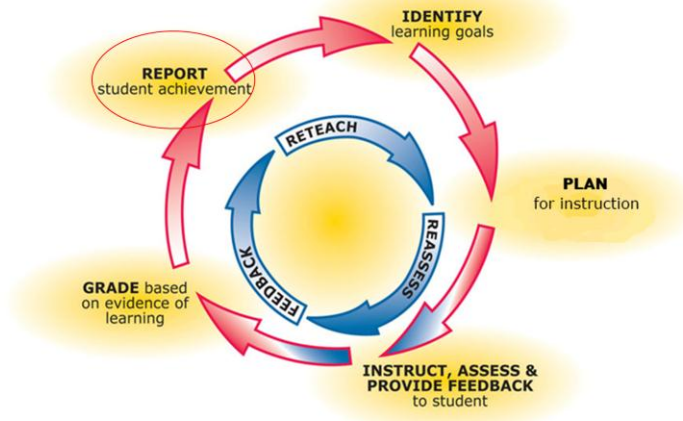 IDENTIFY
learning goals
REPORT
student achievement
RETEACH
PLAN
for instruction
REASSESS
FEEDBACK
GRADE based
on evidence of
learning
INSTRUCT, ASSESS &
PROVIDE FEEDBACK
to student